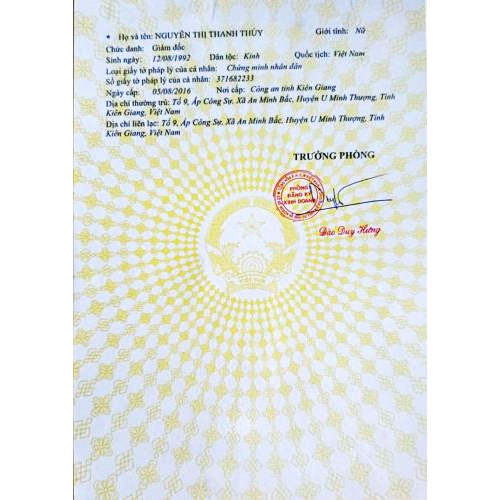 * Họ và tên: NGUYỄN THỊ THANH THỦY Giới tính: Nữ
Chức danh: Giám đốc
Sinh ngày: 12/08/1992 Dân tộc: Kinh Quốc tịch: Việt Nam
Loại giấy tờ pháp lý của cá nhân: Chứng minh nhân dân
Số giấy tờ pháp lý của cá nhân: 371682233
Ngày cấp: 05/08/2016 Nơi cấp: Công an tỉnh Kiên Giang
Địa chỉ thường trú: Tổ 9, Ấp Công Sự, Xã An Minh Bắc, Huyện U Minh Thượng, Tỉnh
Kiên Giang, Việt Nam
Địa chỉ liên lạc: Tổ 9, Ấp Công Sự, Xã An Minh Bắc, Huyện U Minh Thượng, Tỉnh
Kiên Giang, Việt Nam
TRƯỞNG PHÒNG
PHÒNG
ĐĂNG KÝ
KINH DOANH
Đào Duy Hưng